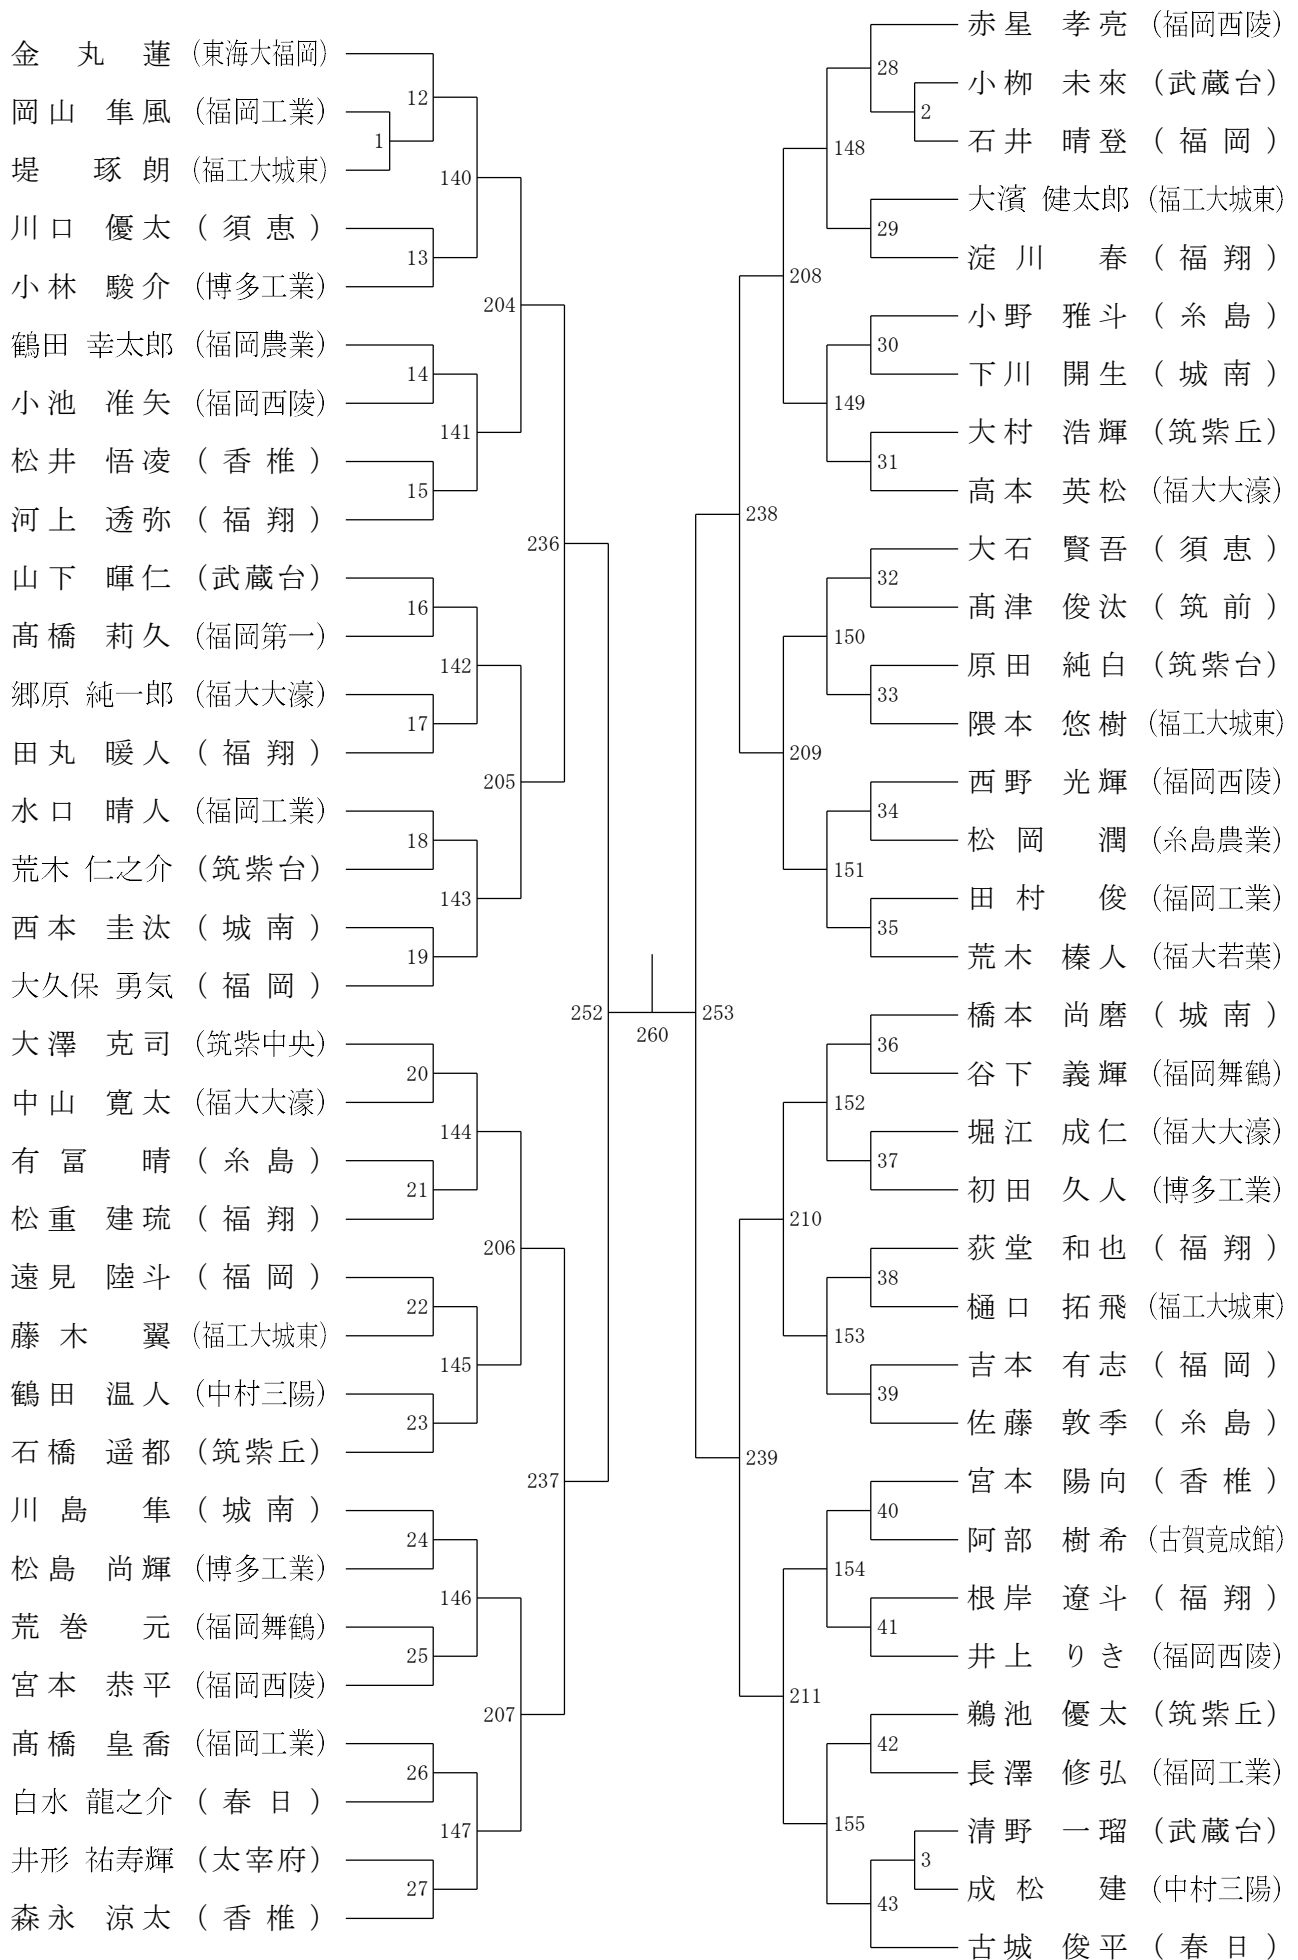 金丸 蓮 (東海大福岡)
岡山 隼風 (福岡工業)
堤 琢朗 (福工大城東)
川口 優太 (須恵)
小林 駿介 (博多工業)
鶴田 幸太郎 (福岡農業)
小池 准矢 (福岡西陵)
松井 悟凌 (香椎)
河上 透弥 (福翔)
山下 暉仁 (武蔵台)
髙橋 莉久 (福岡第一)
郷原 純一郎 (福大大濠)
田丸 暖人 (福翔)
水口 晴人 (福岡工業)
荒木 仁之介 (筑紫台)
西本 圭汰 (城南)
大久保 勇気 (福岡)
大澤 克司 (筑紫中央)
中山 寛太 (福大大濠)
有冨 晴 (糸島)
松重 建琉 (福翔)
遠見 陸斗 (福岡)
藤木 翼 (福工大城東)
鶴田 温人 (中村三陽)
石橋 遥都 (筑紫丘)
川島 隼 (城南)
松島 尚輝 (博多工業)
荒巻 元 (福岡舞鶴)
宮本 恭平 (福岡西陵)
髙橋 皇喬 (福岡工業)
白水 龍之介 (春日)
井形 祐寿輝 (太宰府)
森永 涼太 (香椎)
1
12
13
14
15
16
17
18
19
20
21
22
23
24
25
26
27
140
141
142
143
144
145
146
147
204
205
206
207
236
237
252
260
253
238
239
208
209
210
211
148
149
150
151
152
153
154
155
28
29
30
31
32
33
34
35
36
37
38
39
40
41
42
43
2
3
赤星 孝亮 (福岡西陵)
小栁 未來 (武蔵台)
石井 晴登 (福岡)
大濱 健太郎 (福工大城東)
淀川 春 (福翔)
小野 雅斗 (糸島)
下川 開生 (城南)
大村 浩輝 (筑紫丘)
高本 英松 (福大大濠)
大石 賢吾 (須恵)
髙津 俊汰 (筑前)
原田 純白 (筑紫台)
隈本 悠樹 (福工大城東)
西野 光輝 (福岡西陵)
松岡 潤 (糸島農業)
田村 俊 (福岡工業)
荒木 榛人 (福大若葉)
橋本 尚磨 (城南)
谷下 義輝 (福岡舞鶴)
堀江 成仁 (福大大濠)
初田 久人 (博多工業)
荻堂 和也 (福翔)
樋口 拓飛 (福工大城東)
吉本 有志 (福岡)
佐藤 敦季 (糸島)
宮本 陽向 (香椎)
阿部 樹希 (古賀竟成館)
根岸 遼斗 (福翔)
井上 りき (福岡西陵)
鵜池 優太 (筑紫丘)
長澤 修弘 (福岡工業)
清野 一瑠 (武蔵台)
成松 建 (中村三陽)
古城 俊平 (春日)